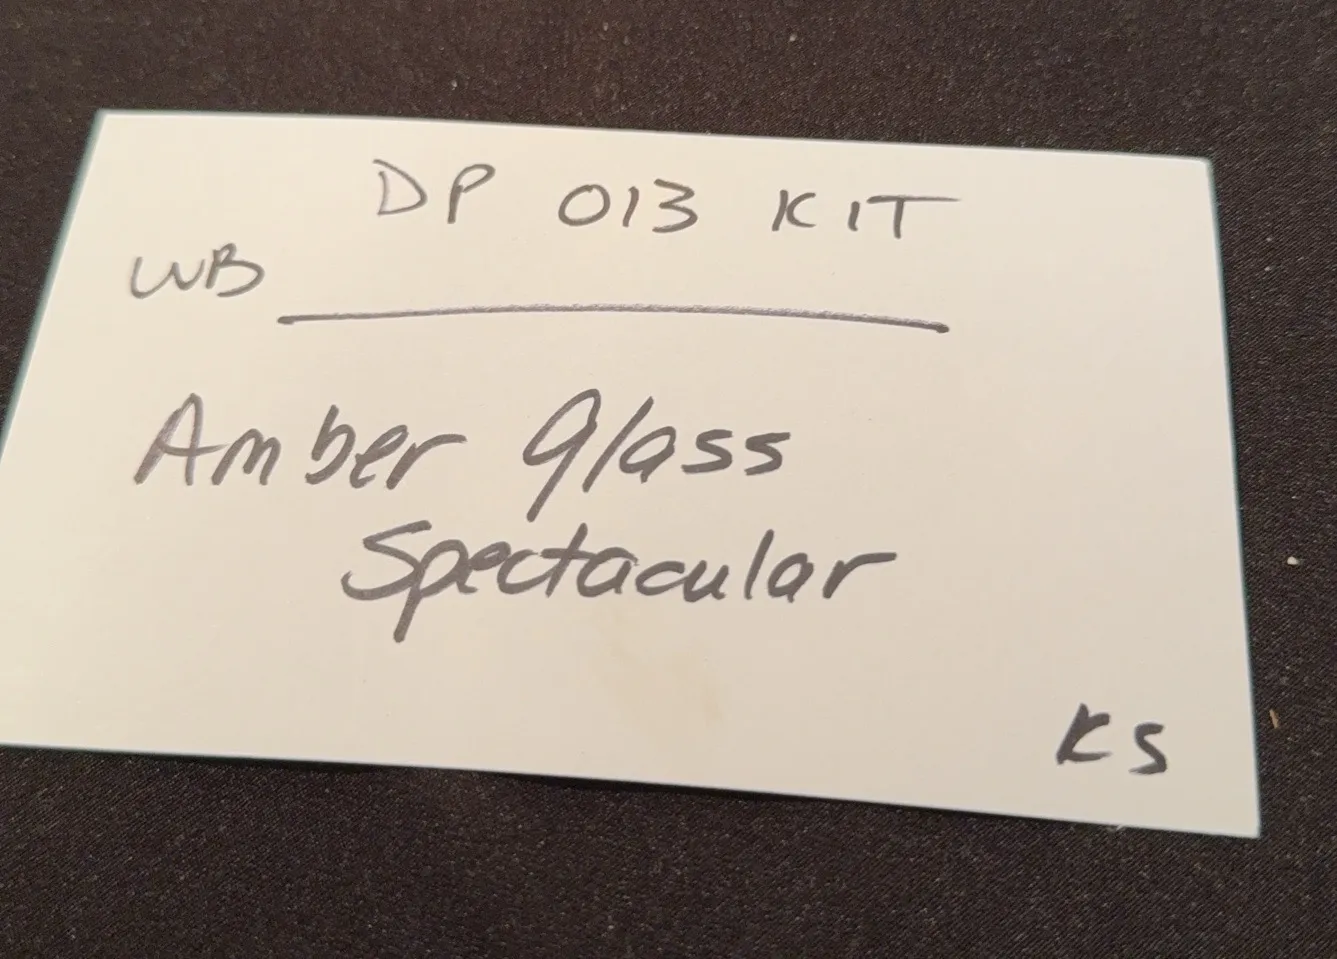 DP 013 KIT
WB
Amber Glass
Spectacular
KS